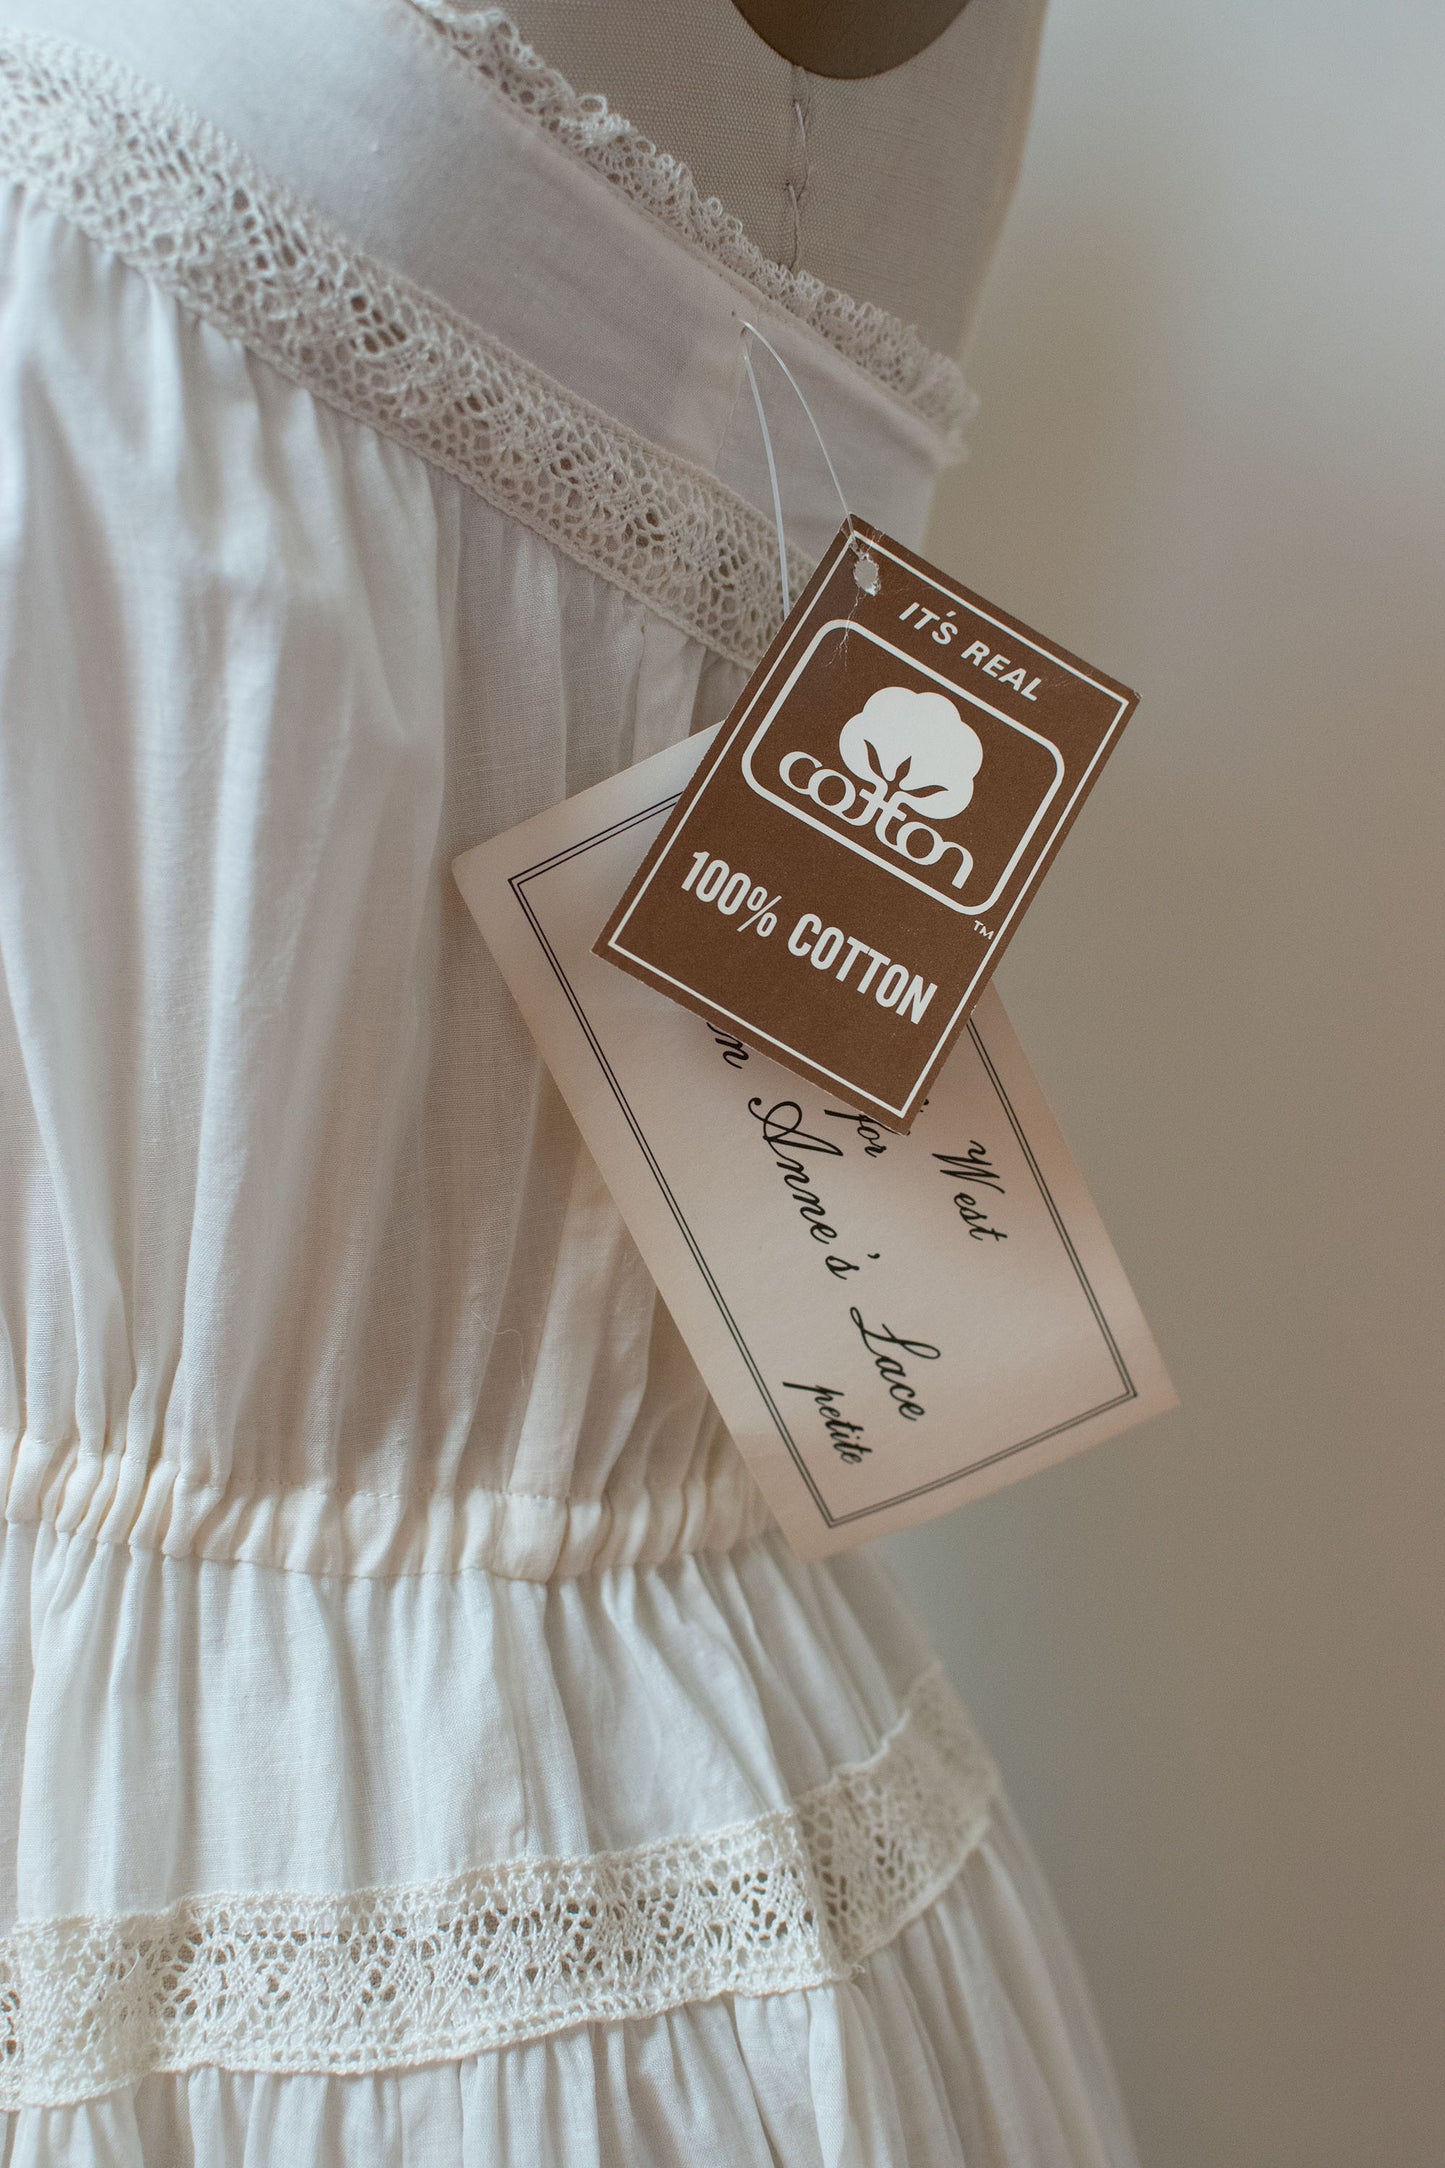 IT'S REAL
cotton
TM
100% COTTON
West
for
Anne's Lace
petite